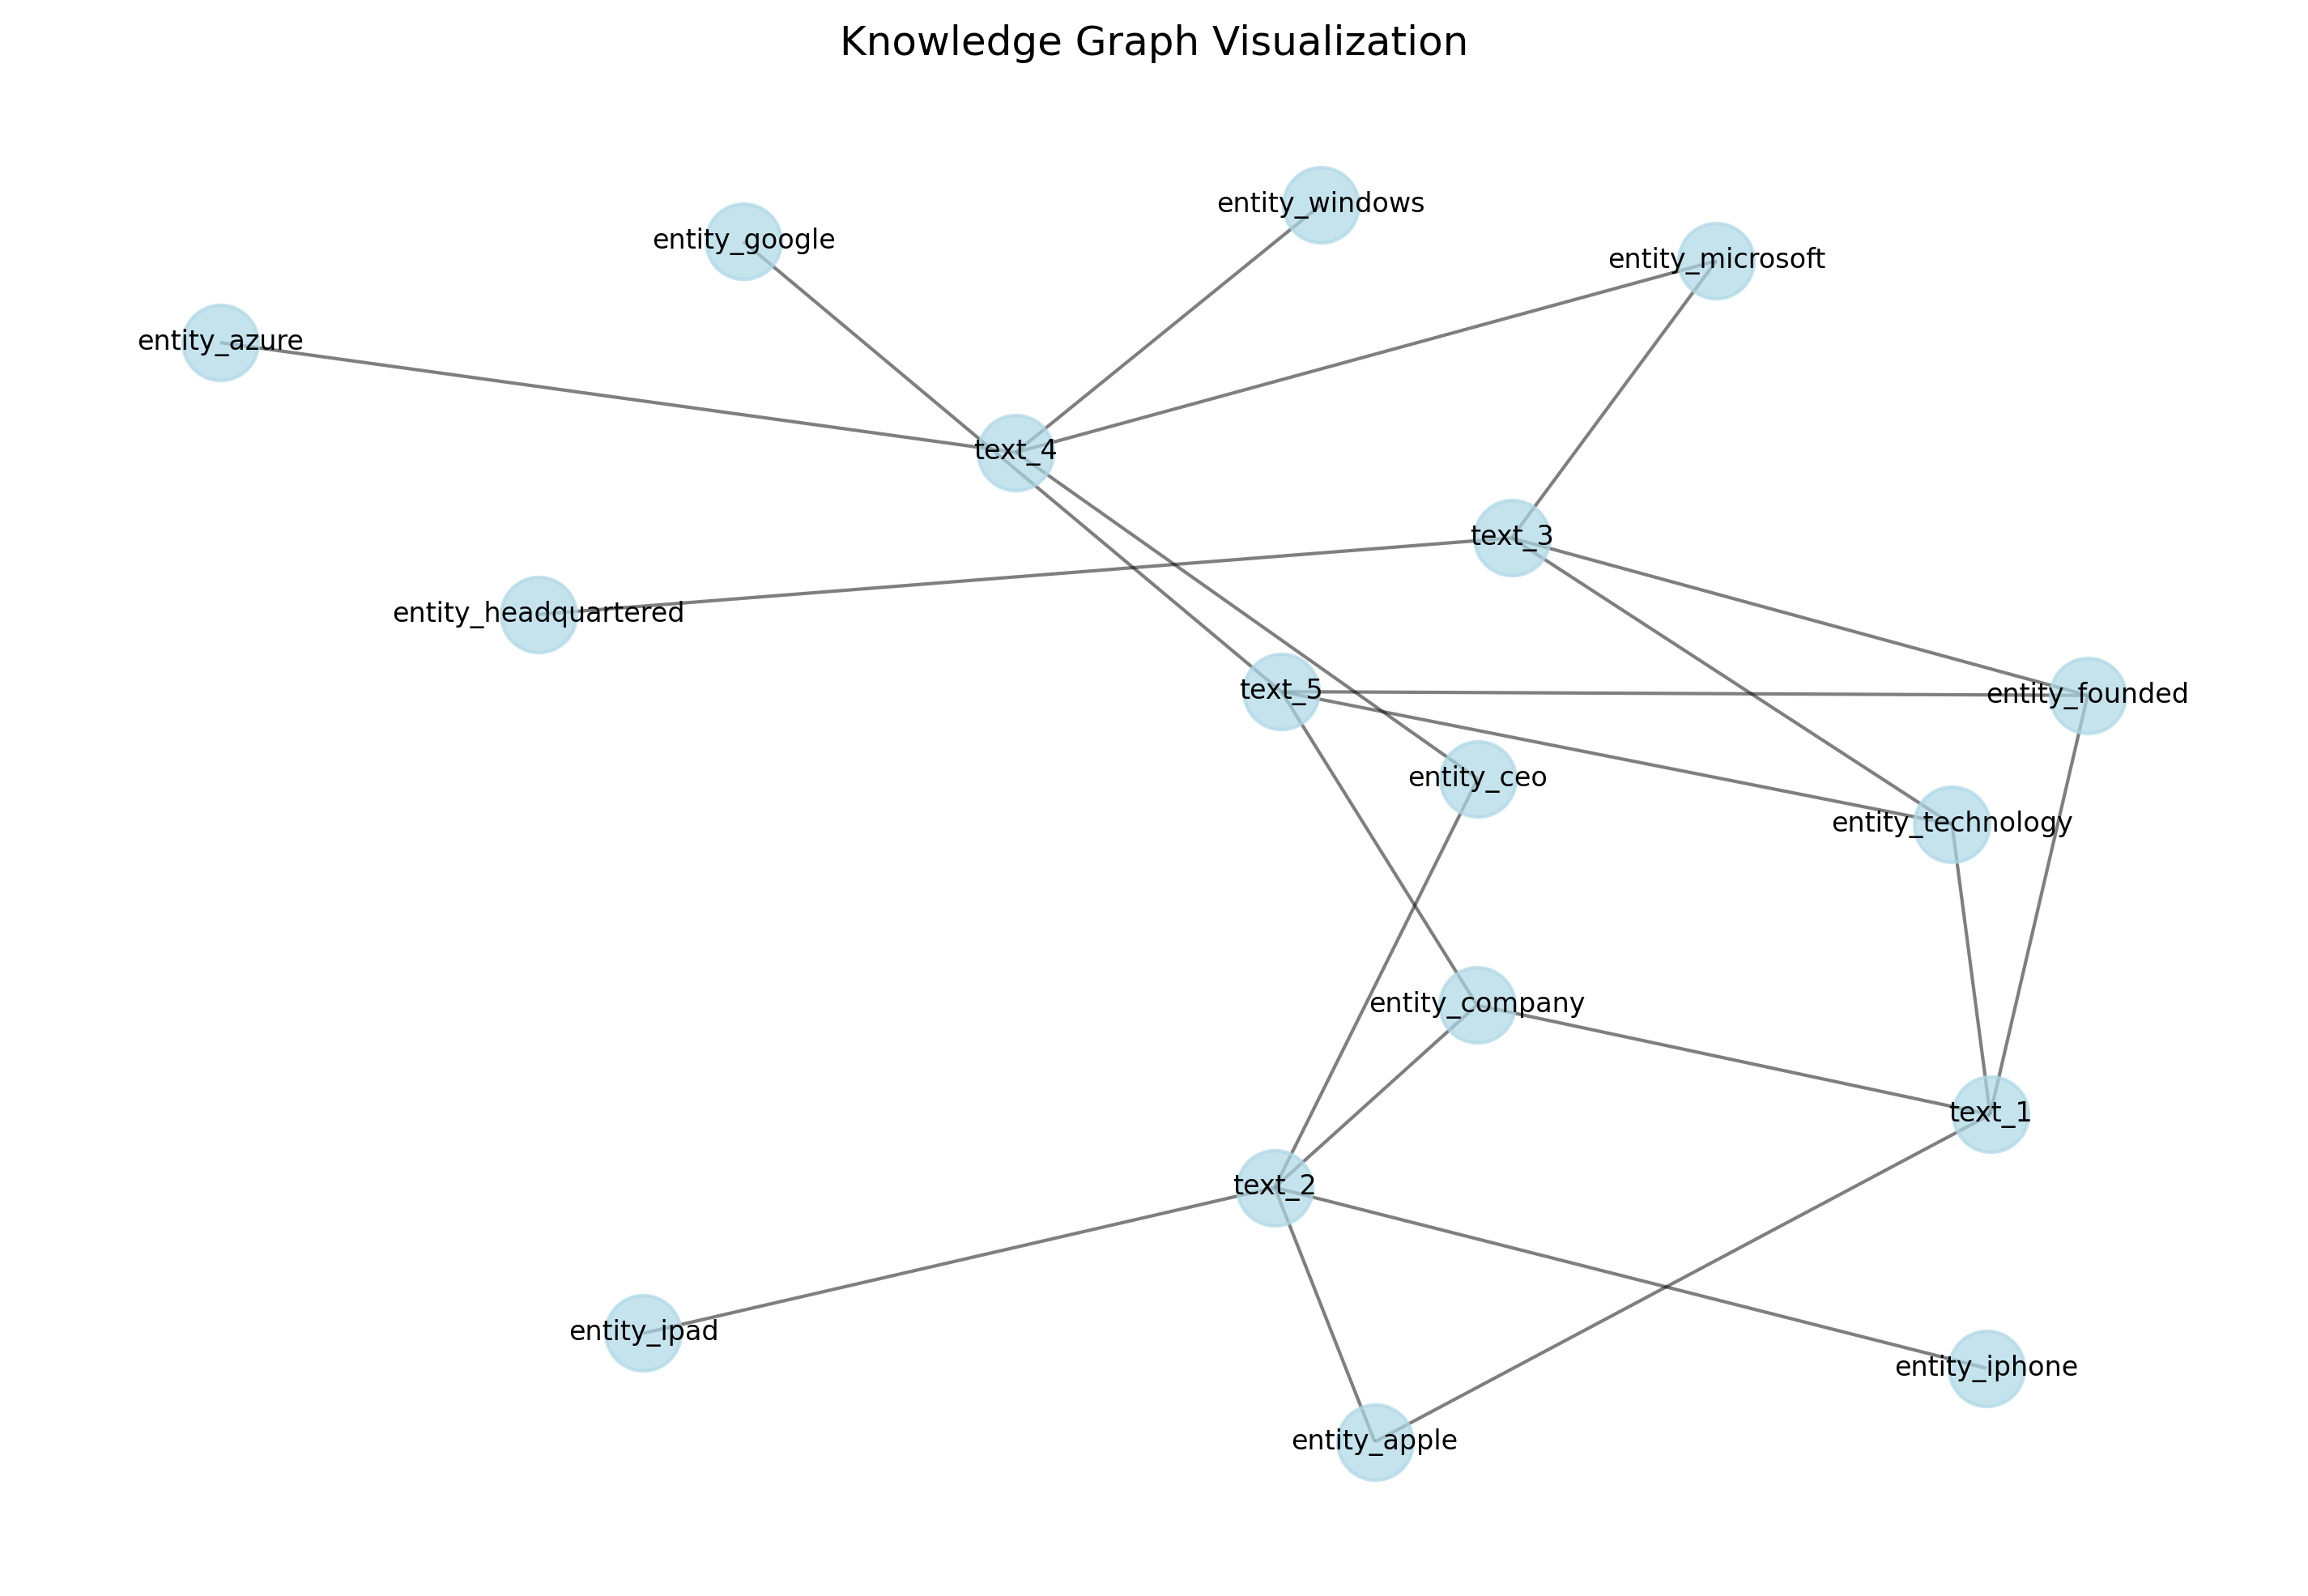 Knowledge Graph Visualization
entity_windows
entity_google
entity_microsoft
entity_azure
text_4
text_3
entity_headquartered
text_5
entity_founded
entity_ceo
entity_technology
entity_company
text_1
text_2
entity_ipad
entity_iphone
entity_apple